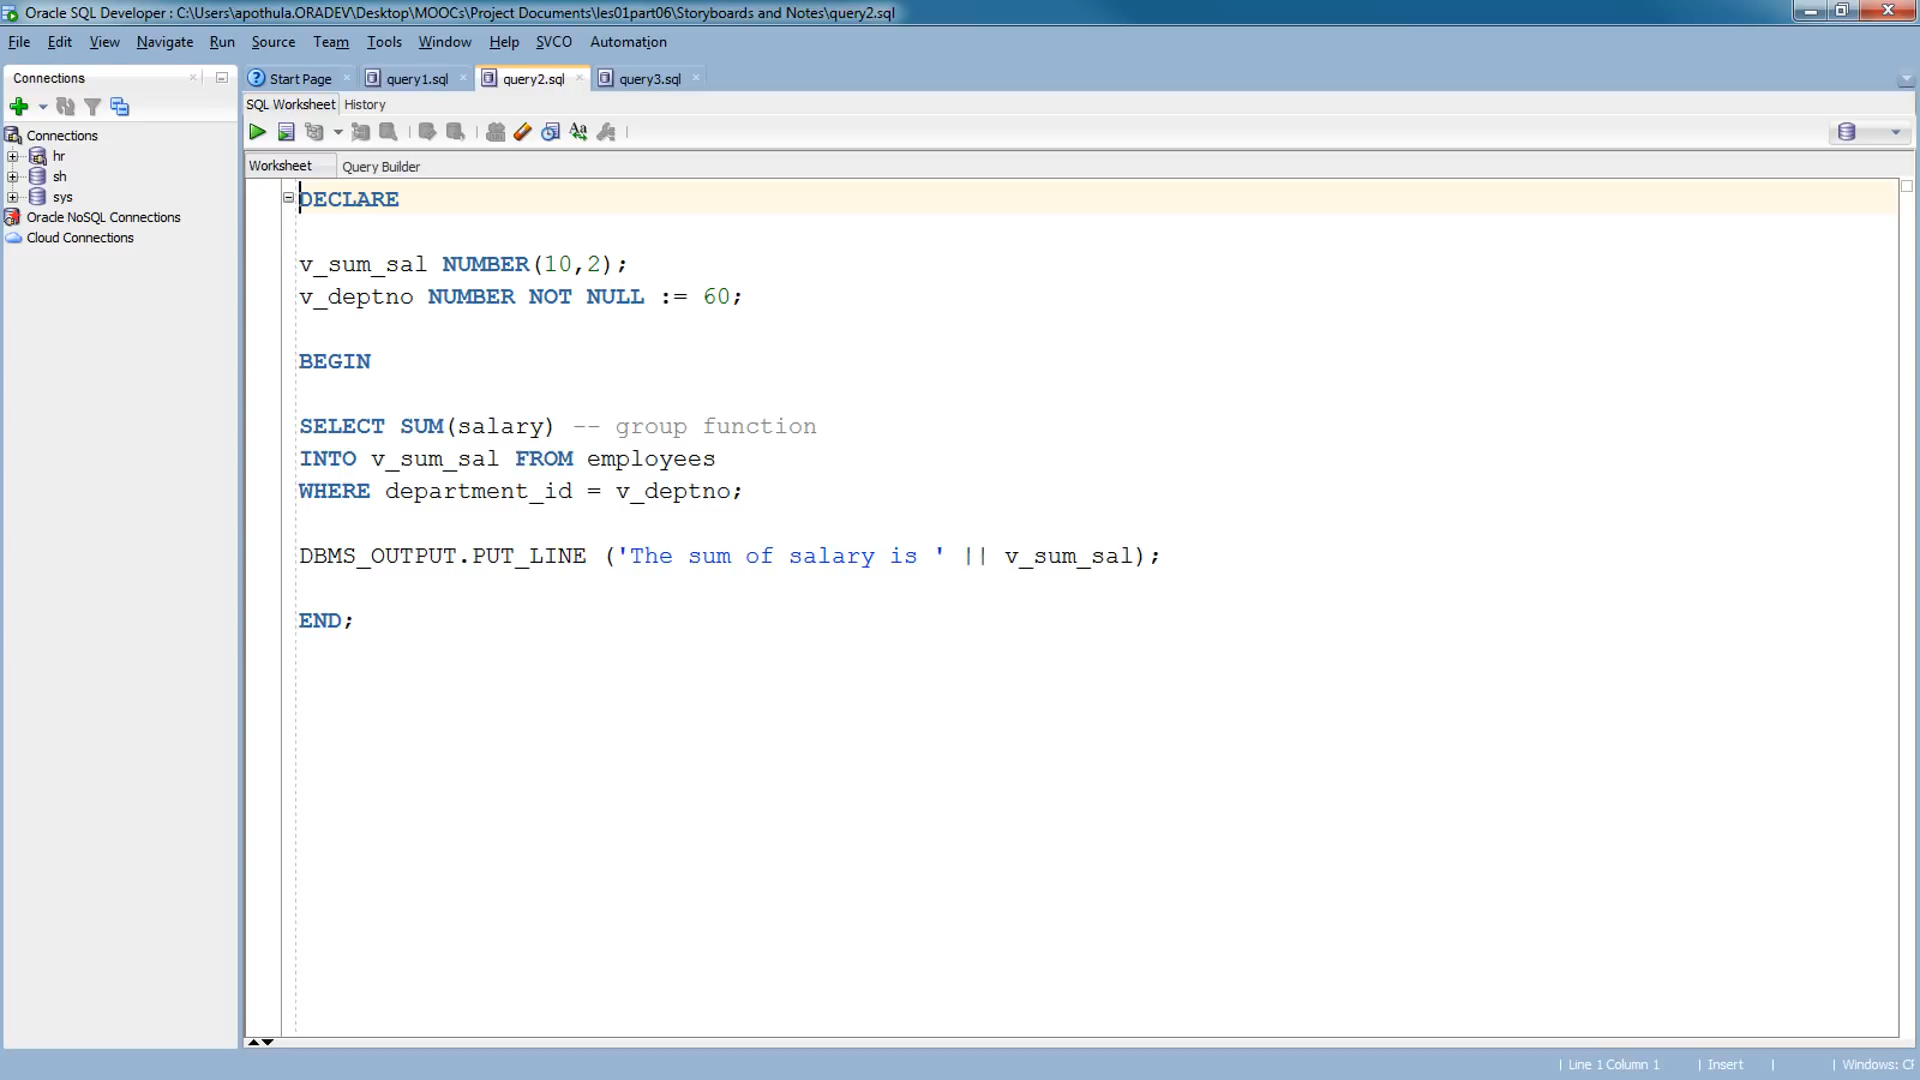 Oracle SQL Developer : C:\Users\apothula.ORADEV\Desktop\MOOCs\Project Documents\les01part06\Storyboards and Notes\query2.sql
File Edit View Navigate Run Source Team Tools Window Help SVCO Automation
Connections
Start Page query1.sql query2.sql query3.sql
SQL Worksheet History
Connections
hr
sh
sys
Oracle NoSQL Connections
Cloud Connections
Worksheet Query Builder
DECLARE
v_sum_sal NUMBER(10,2);
v_deptno NUMBER NOT NULL := 60;
BEGIN
SELECT SUM(salary) -- group function
INTO v_sum_sal FROM employees
WHERE department_id = v_deptno;
DBMS_OUTPUT.PUT_LINE ('The sum of salary is ' || v_sum_sal);
END;
| Line 1 Column 1 | Insert | | Windows: CF